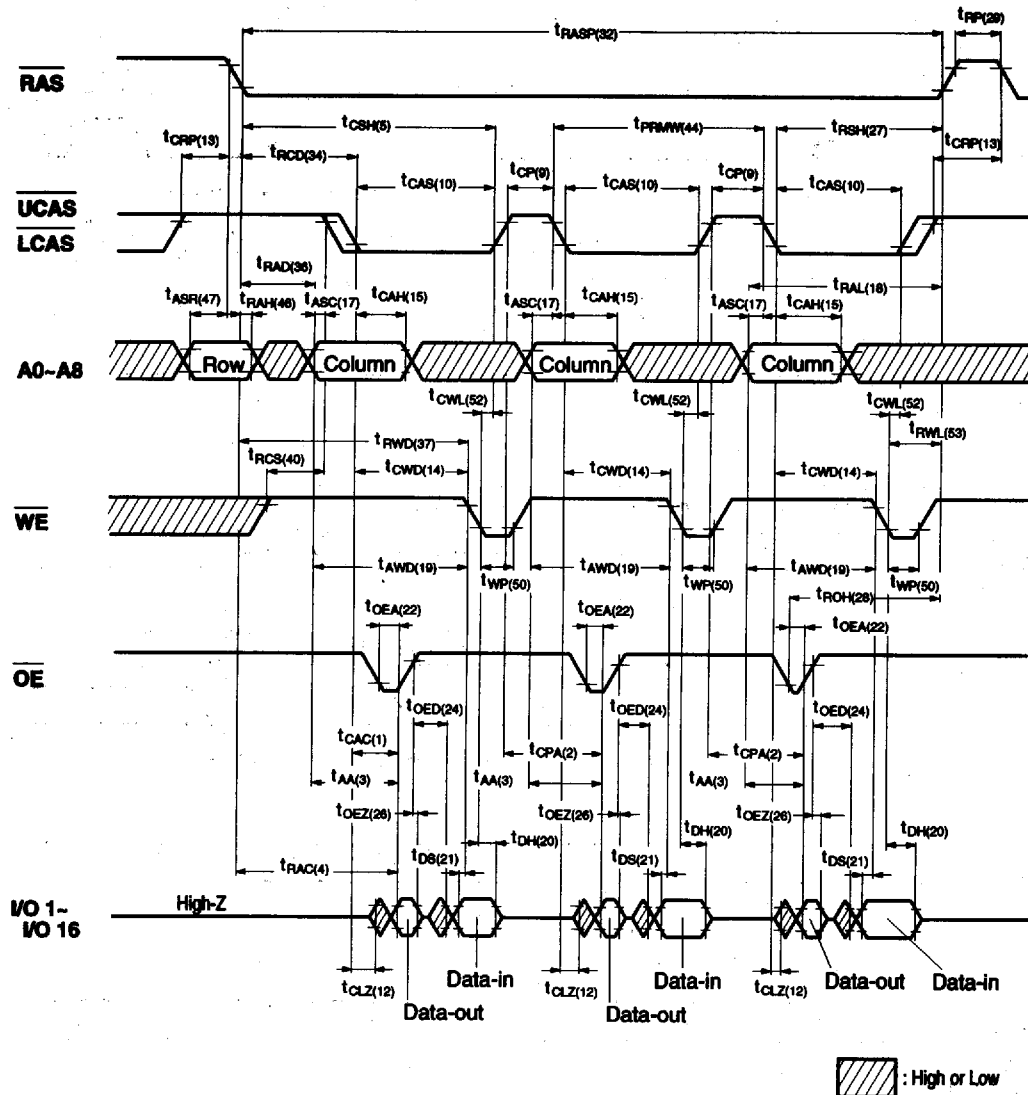 tRP(29)
tRASP(32)
RAS
tCSH(5) tPRMW(44) tRSH(27)
tCRP(13) tRCD(34) tCRP(13)
tCAS(10) tCP(9) tCAS(10) tCP(9) tCAS(10)
UCAS
LCAS
tRAD(36) tRAL(18)
tASR(47) tRAH(46) tASC(17) tCAH(15) tASC(17) tCAH(15) tASC(17) tCAH(15)
A0~A8 Row Column Column Column
tCWL(52) tCWL(52) tCWL(52)
tRWD(37) tRWL(53)
tRCS(40) tCWD(14) tCWD(14) tCWD(14)
WE
tAWD(19) tWP(50) tAWD(19) tWP(50) tAWD(19) tWP(50)
tROH(28)
tOEA(22) tOEA(22) tOEA(22)
OE
tOED(24) tOED(24) tOED(24)
tCAC(1) tCPA(2) tCPA(2)
tAA(3) tAA(3) tAA(3)
tOEZ(26) tOEZ(26) tOEZ(26)
tDH(20) tDH(20) tDH(20)
tRAC(4) tDS(21) tDS(21) tDS(21)
I/O 1~
I/O 16
High-Z
tCLZ(12) Data-in tCLZ(12) Data-in tCLZ(12) Data-out Data-in
Data-out Data-out
: High or Low